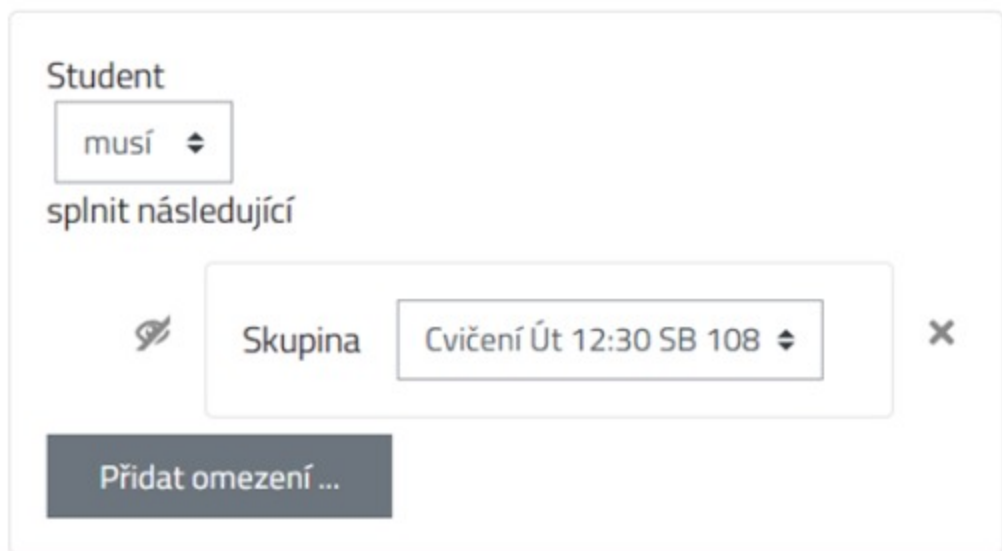 Student
musí
splnit následující
Skupina Cvičení Út 12:30 SB 108
Přidat omezení ...